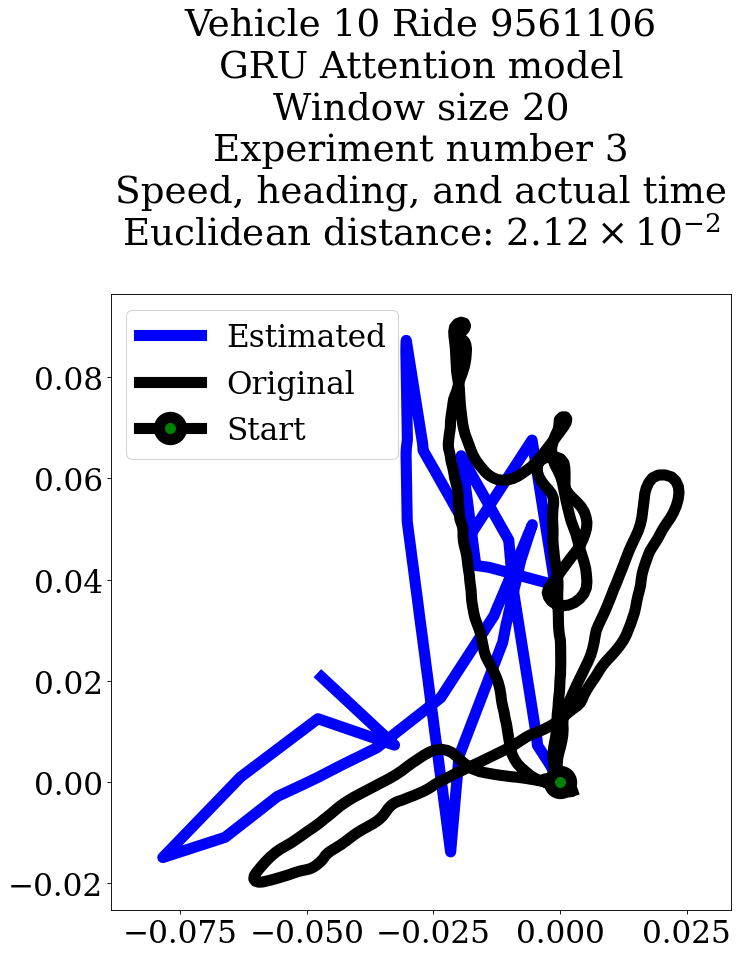 Vehicle 10 Ride 9561106
GRU Attention model
Window size 20
Experiment number 3
Speed, heading, and actual time
Euclidean distance: 2.12 × 10⁻²
Estimated
Original
Start
0.08
0.06
0.04
0.02
0.00
−0.02
−0.075 −0.050 −0.025 0.000 0.025